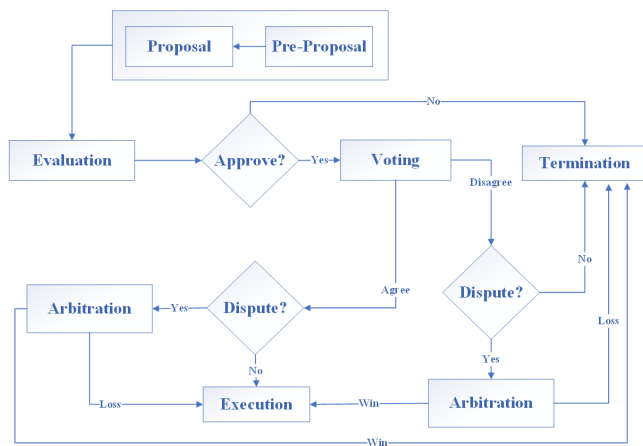 Proposal
Pre-Proposal
No
Evaluation
Approve?
Yes
Voting
Termination
Disagree
No
Agree
Arbitration
Yes
Dispute?
Dispute?
Loss
No
Yes
Loss
Execution
Win
Arbitration
Win